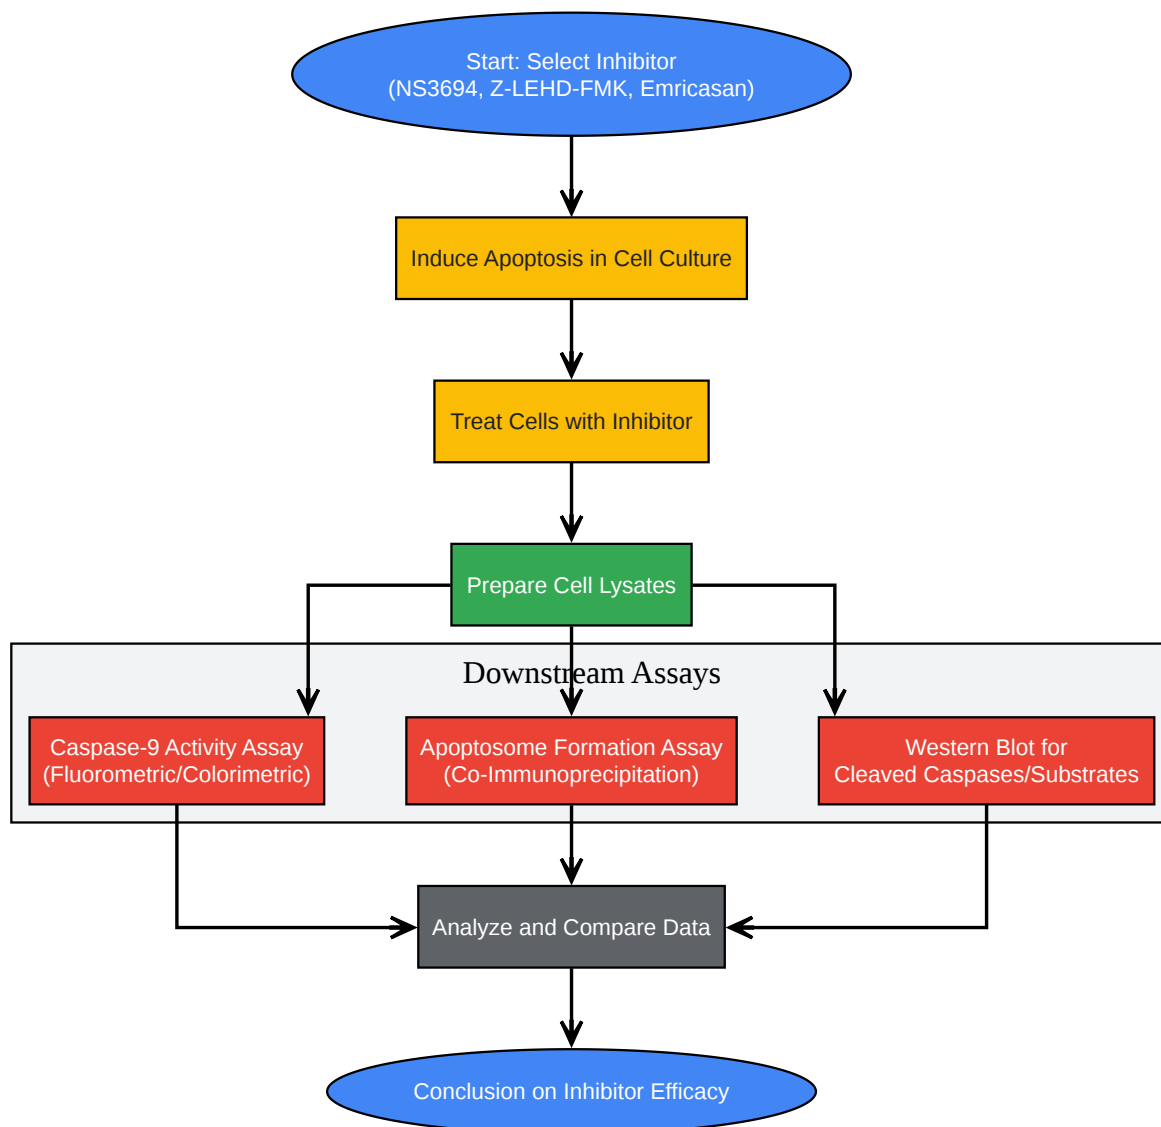 Start: Select Inhibitor
(NS3694, Z-LEHD-FMK, Emricasan)
Induce Apoptosis in Cell Culture
Treat Cells with Inhibitor
Prepare Cell Lysates
Downstream Assays
Caspase-9 Activity Assay
(Fluorometric/Colorimetric)
Apoptosome Formation Assay
(Co-Immunoprecipitation)
Western Blot for
Cleaved Caspases/Substrates
Analyze and Compare Data
Conclusion on Inhibitor Efficacy